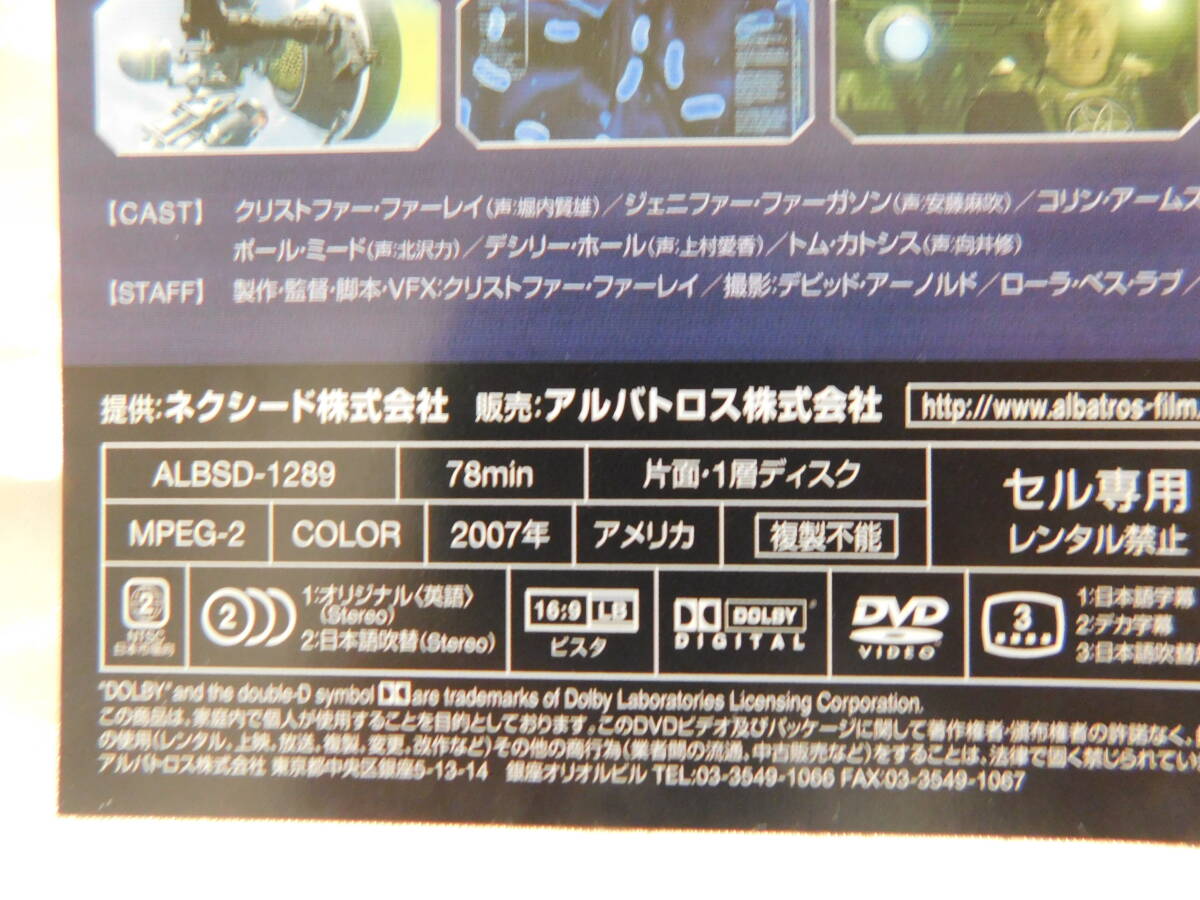 【CAST】 クリストファー・ファーレイ(声:堀内賢雄)／ジェニファー・ファーガソン(声:安藤麻吹)／コリン・アームス
ポール・ミード(声:北沢力)／デシリー・ホール(声:上村愛香)／トム・カトシス(声:向井修)
【STAFF】 製作・監督・脚本・VFX:クリストファー・ファーレイ／撮影:デビッド・アーノルド／ローラ・ベス・ラブ／
提供:ネクシード株式会社 販売:アルバトロス株式会社 http://www.albatros-film
ALBSD-1289 78min 片面・1層ディスク
セル専用
レンタル禁止
MPEG-2 COLOR 2007年 アメリカ 複製不能
2
NTSC
日本市場向
2
1:オリジナル〈英語〉
(Stereo)
2:日本語吹替(Stereo)
16:9 LB
ビスタ
DOLBY
DIGITAL
DVD
VIDEO
3
1:日本語字幕
2:デカ字幕
3:日本語吹替
"DOLBY" and the double-D symbol are trademarks of Dolby Laboratories Licensing Corporation.
この商品は、家庭内で個人が使用することを目的としております。このDVDビデオ及びパッケージに関して著作権者・頒布権者の許諾なく、
の使用(レンタル、上映、放送、複製、変更、改作など)その他の商行為(業者間の流通、中古販売など)をすることは、法律で固く禁じられてい
アルバトロス株式会社 東京都中央区銀座5-13-14 銀座オリオルビル TEL:03-3549-1066 FAX:03-3549-1067